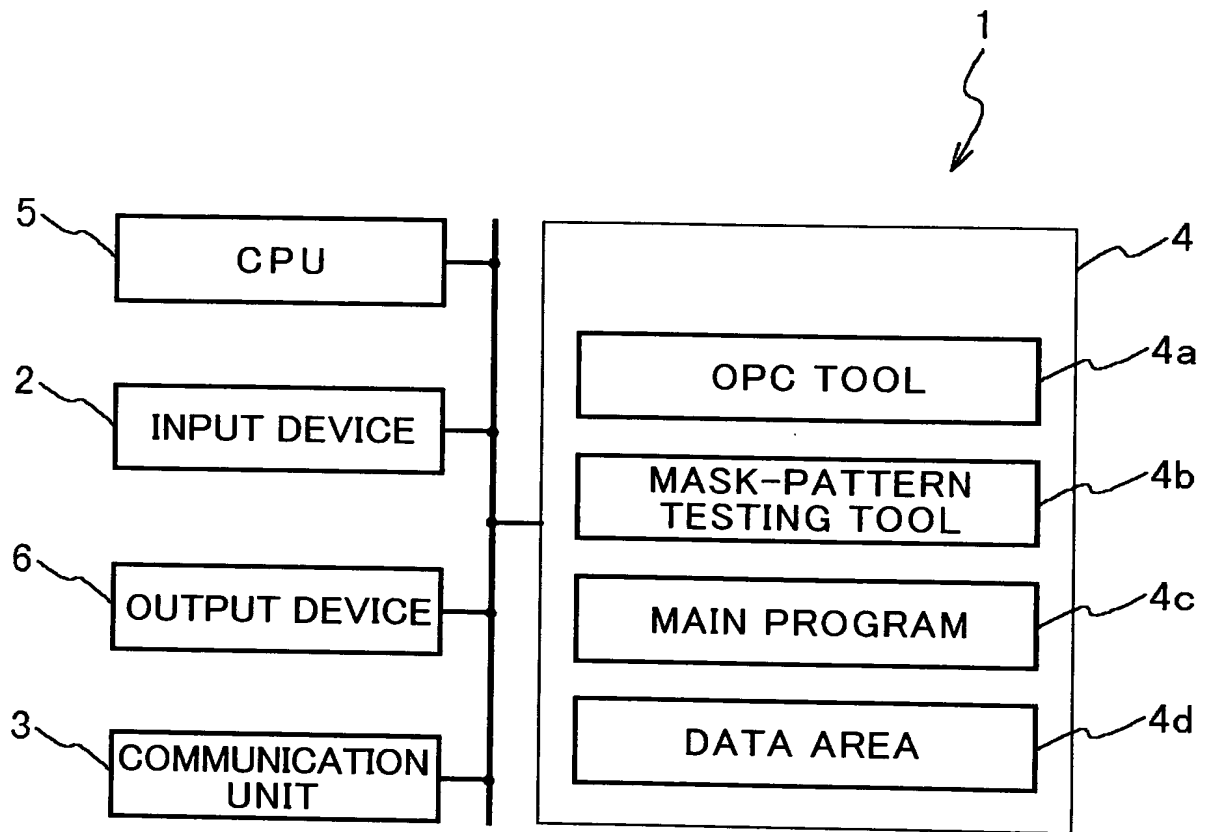 1
5
CPU
4
OPC TOOL
4a
2
INPUT DEVICE
MASK-PATTERN
TESTING TOOL
4b
6
OUTPUT DEVICE
MAIN PROGRAM
4c
3
COMMUNICATION
UNIT
DATA AREA
4d